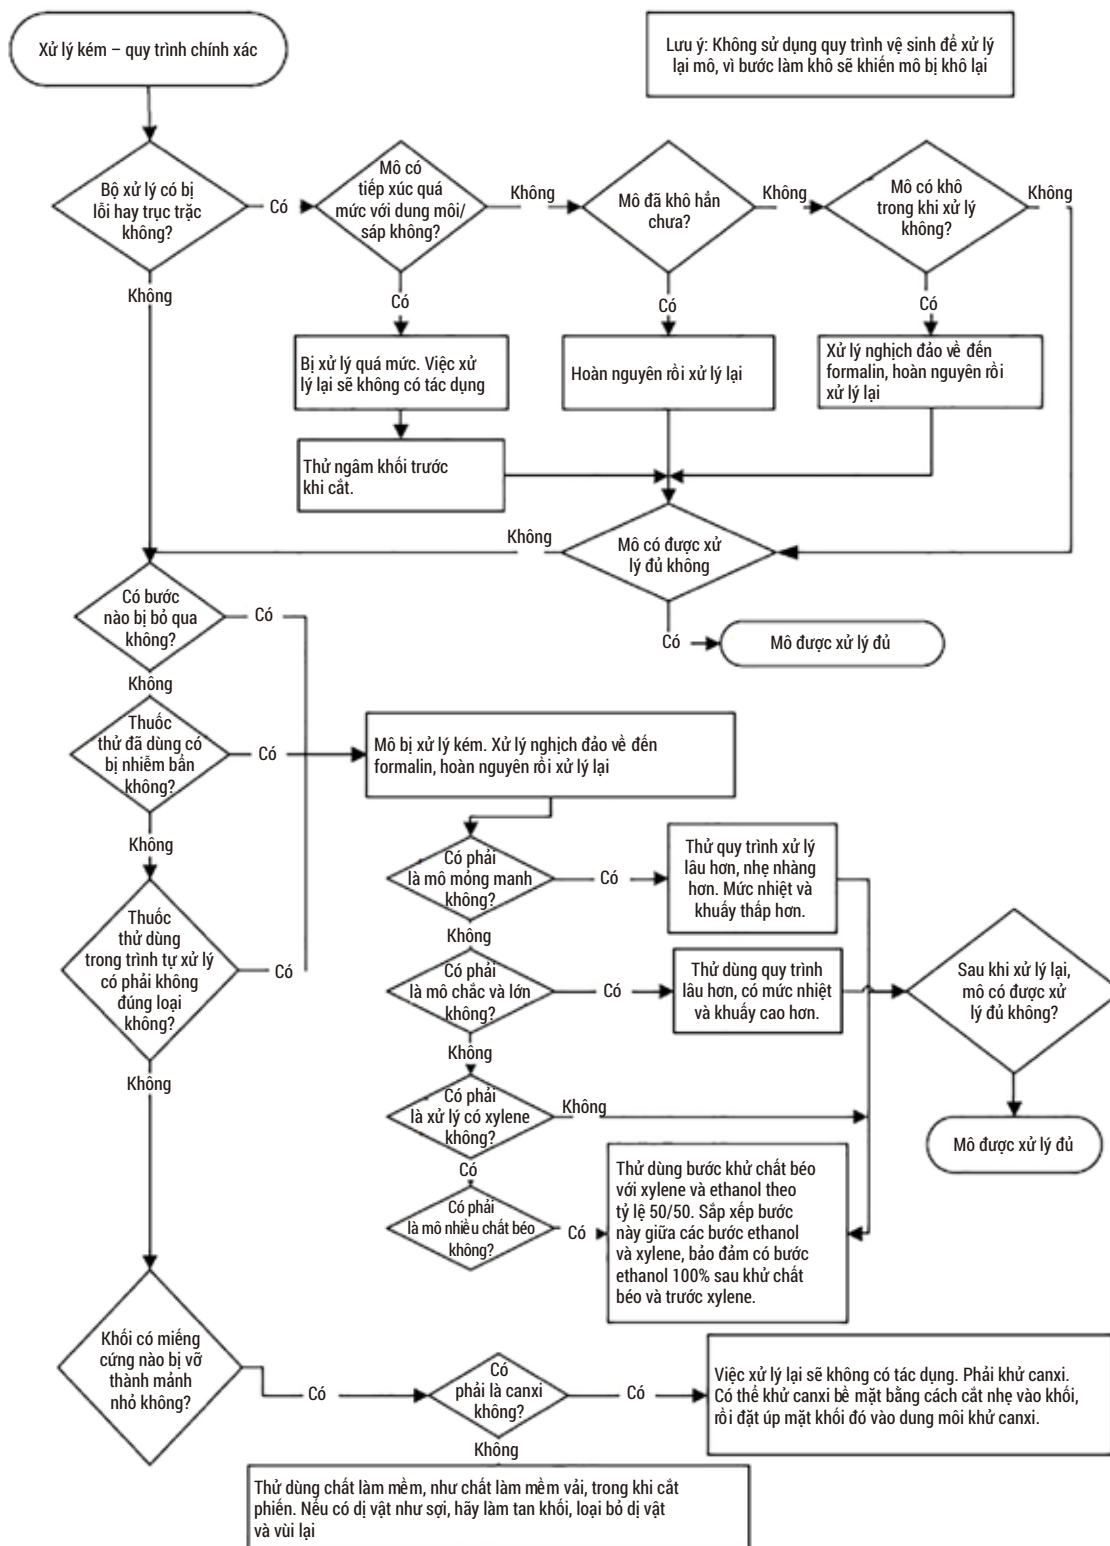 Xử lý kém – quy trình chính xác
Lưu ý: Không sử dụng quy trình vệ sinh để xử lý
lại mô, vì bước làm khô sẽ khiến mô bị khô lại
Bộ xử lý có bị
lỗi hay trục trặc
không?
Có
Mô có
tiếp xúc quá
mức với dung môi/
sáp không?
Không
Mô đã khô hẳn
chưa?
Không
Mô có khô
trong khi xử lý
không?
Không
Không
Có
Có
Có
Bị xử lý quá mức. Việc xử
lý lại sẽ không có tác dụng
Hoàn nguyên rồi xử lý lại
Xử lý nghịch đảo về đến
formalin, hoàn nguyên rồi
xử lý lại
Thử ngâm khối trước
khi cắt.
Không
Mô có được xử
lý đủ không
Có
Mô được xử lý đủ
Có bước
nào bị bỏ qua
không?
Có
Không
Thuốc
thử đã dùng có
bị nhiễm bẩn
không?
Có
Mô bị xử lý kém. Xử lý nghịch đảo về đến
formalin, hoàn nguyên rồi xử lý lại
Không
Có phải
là mô mỏng manh
không?
Có
Thử quy trình xử lý
lâu hơn, nhẹ nhàng
hơn. Mức nhiệt và
khuấy thấp hơn.
Không
Thuốc
thử dùng
trong trình tự xử lý
có phải không
đúng loại
không?
Có
Có phải
là mô chắc và lớn
không?
Có
Thử dùng quy trình
lâu hơn, có mức nhiệt
và khuấy cao hơn.
Sau khi xử lý lại,
mô có được xử
lý đủ không?
Không
Không
Có phải
là xử lý có xylene
không?
Không
Mô được xử lý đủ
Có
Có phải
là mô nhiều chất béo
không?
Có
Thử dùng bước khử chất béo
với xylene và ethanol theo
tỷ lệ 50/50. Sắp xếp bước
này giữa các bước ethanol
và xylene, bảo đảm có bước
ethanol 100% sau khử chất
béo và trước xylene.
Khối có miếng
cứng nào bị vỡ
thành mảnh
nhỏ không?
Có
Có
phải là canxi
không?
Có
Việc xử lý lại sẽ không có tác dụng. Phải khử canxi.
Có thể khử canxi bề mặt bằng cách cắt nhẹ vào khối,
rồi đặt úp mặt khối đó vào dung môi khử canxi.
Không
Thử dùng chất làm mềm, như chất làm mềm vải, trong khi cắt
phiến. Nếu có dị vật như sợi, hãy làm tan khối, loại bỏ dị vật
và vùi lại